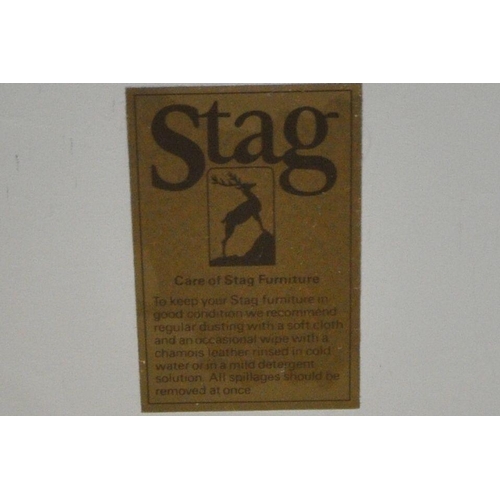 Stag
Care of Stag Furniture
To keep your Stag furniture in
good condition we recommend
regular dusting with a soft cloth
and an occasional wipe with a
chamois leather rinsed in cold
water or in a mild detergent
solution. All spillages should be
removed at once.